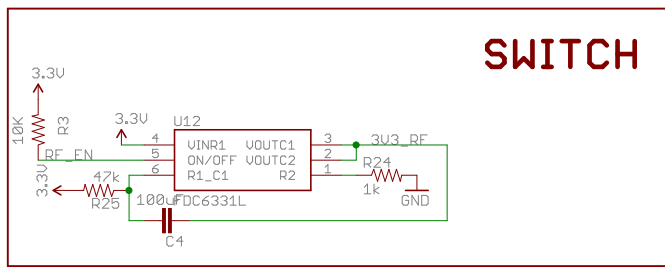 SWITCH
3.3V
3.3V
U12
10K
R3
4 VINR1 VOUTC1 3
3V3_RF
RF_EN
5 ON/OFF VOUTC2 2
R24
3.3V
47k
6 R1_C1 R2 1
1k
R25
100uF
FDC6331L
GND
C4